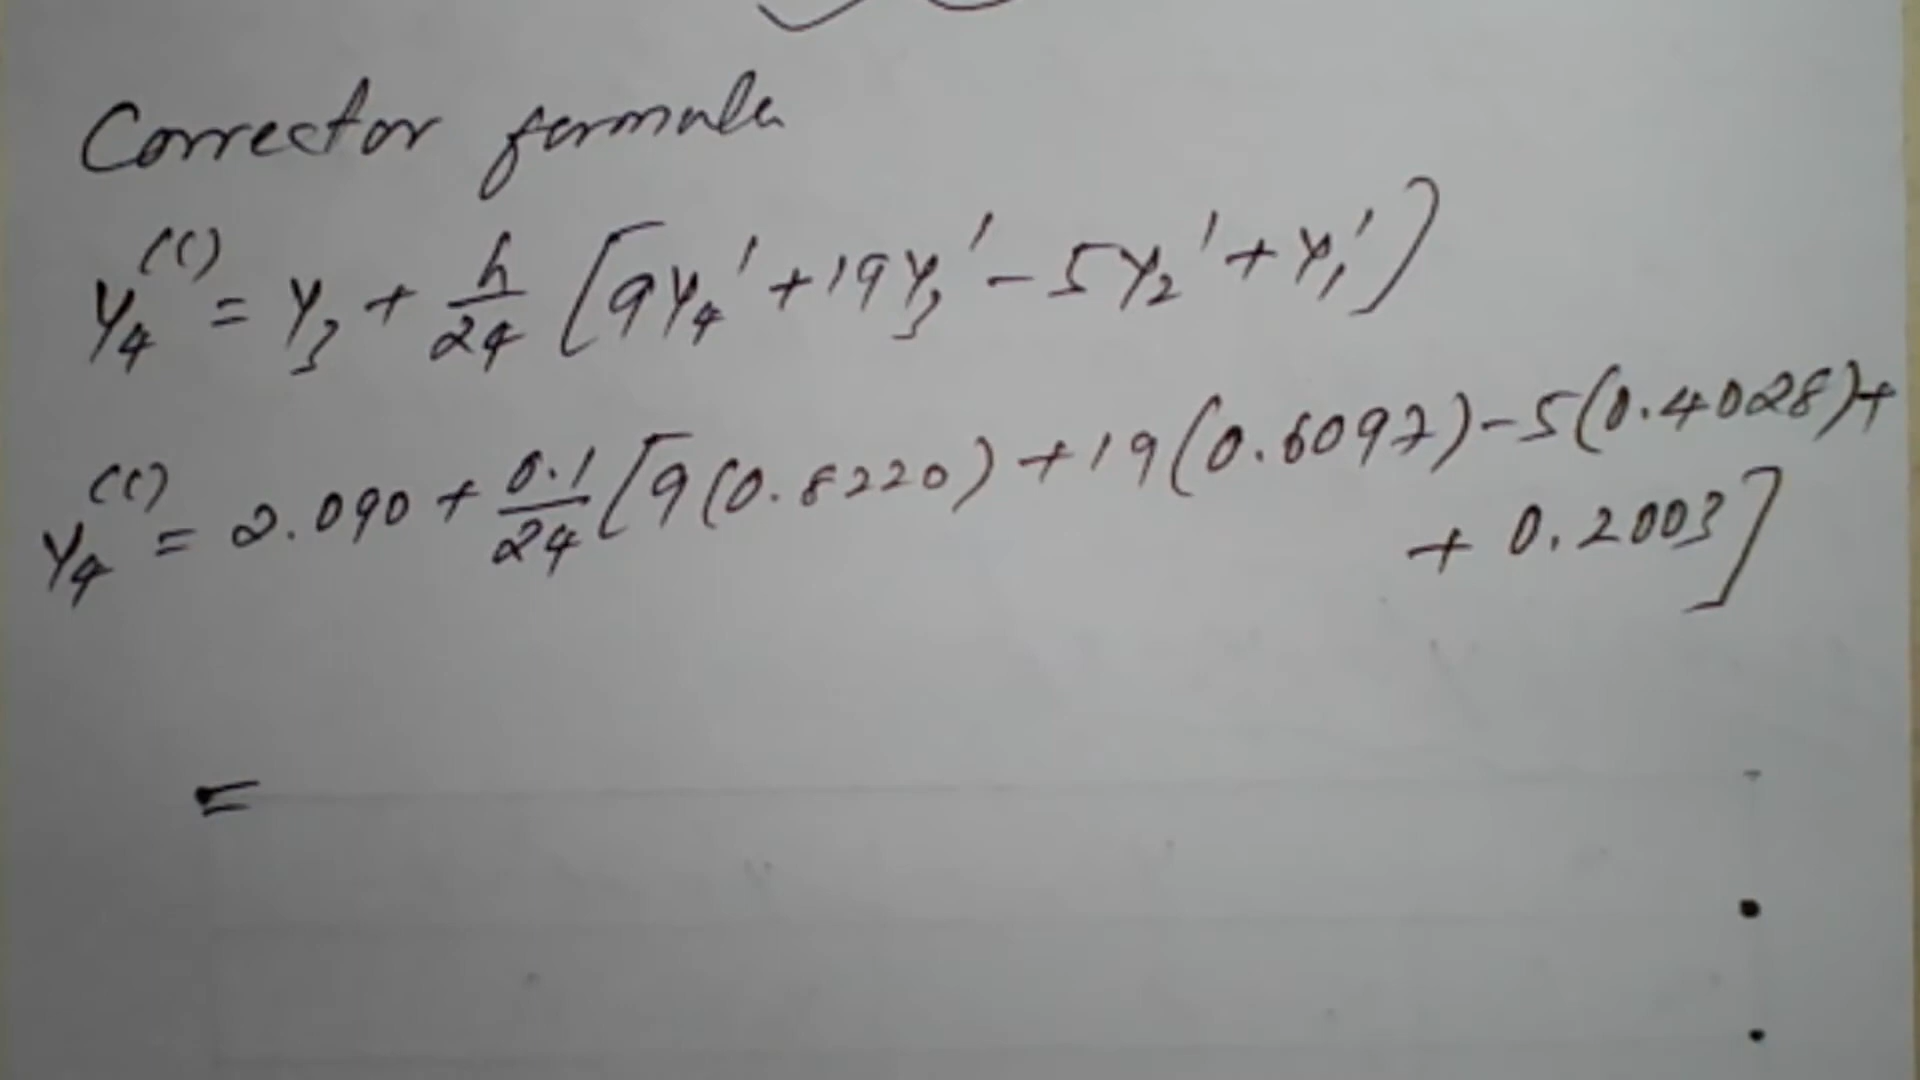 Corrector formula
y₄⁽ᶜ⁾ = y₃ + h/24 [9y₄' + 19y₃' - 5y₂' + y₁']
y₄⁽ᶜ⁾ = 2.090 + 0.1/24 [9(0.8220) + 19(0.6097) - 5(0.4028) +
+ 0.2003]
=